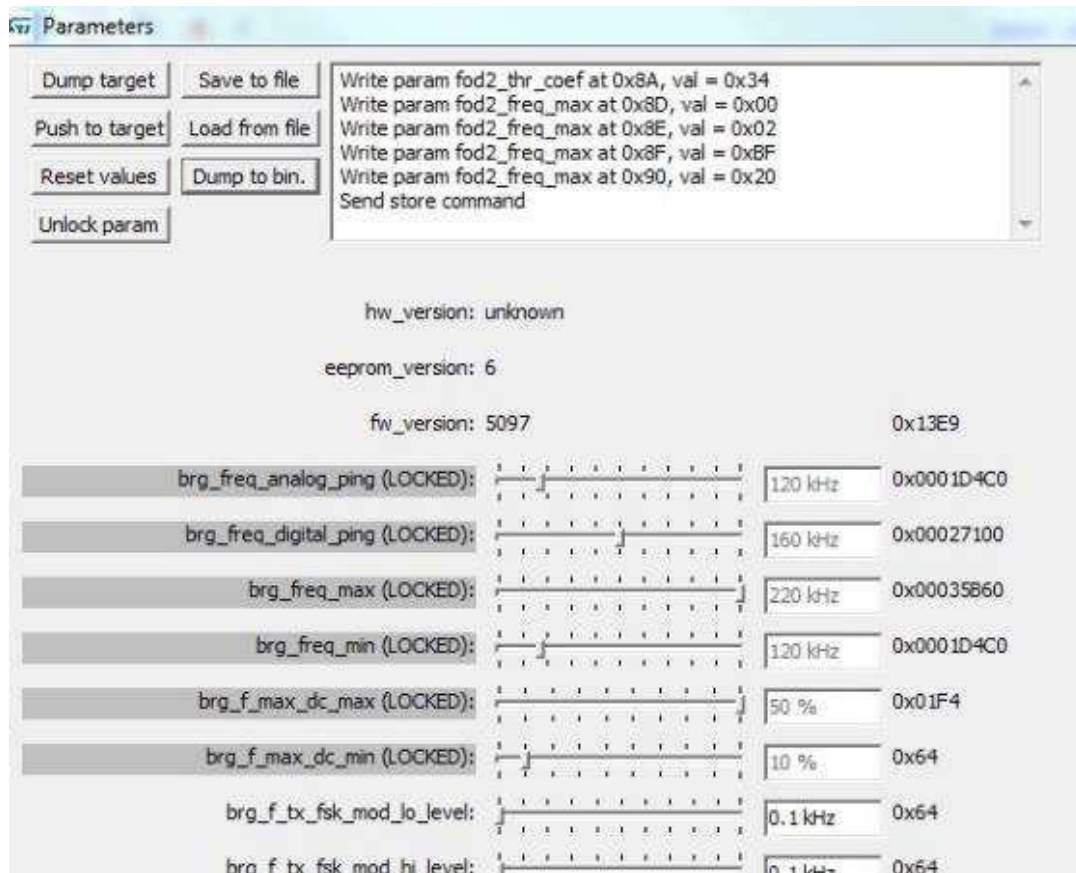 Parameters
Dump target
Save to file
Push to target
Load from file
Reset values
Dump to bin.
Unlock param
Write param fod2_thr_coef at 0x8A, val = 0x34
Write param fod2_freq_max at 0x8D, val = 0x00
Write param fod2_freq_max at 0x8E, val = 0x02
Write param fod2_freq_max at 0x8F, val = 0xBF
Write param fod2_freq_max at 0x90, val = 0x20
Send store command
hw_version: unknown
eeprom_version: 6
fw_version: 5097 0x13E9
brg_freq_analog_ping (LOCKED): 120 kHz 0x0001D4C0
brg_freq_digital_ping (LOCKED): 160 kHz 0x00027100
brg_freq_max (LOCKED): 220 kHz 0x00035B60
brg_freq_min (LOCKED): 120 kHz 0x0001D4C0
brg_f_max_dc_max (LOCKED): 50 % 0x01F4
brg_f_max_dc_min (LOCKED): 10 % 0x64
brg_f_tx_fsk_mod_lo_level: 0.1 kHz 0x64
brg_f_tx_fsk_mod_hi_level: 0.1 kHz 0x64